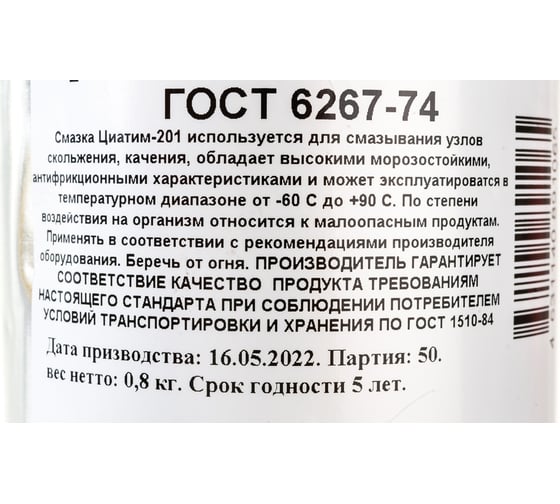 ГОСТ 6267-74
Смазка Циатим-201 используется для смазывания узлов
скольжения, качения, обладает высокими морозостойкими,
антифрикционными характеристиками и может эксплуатироватся в
температурном диапазоне от -60 С до +90 С. По степени
воздействия на организм относится к малоопасным продуктам.
Применять в соответствии с рекомендациями производителя
оборудования. Беречь от огня. ПРОИЗВОДИТЕЛЬ ГАРАНТИРУЕТ
СООТВЕТСТВИЕ КАЧЕСТВО ПРОДУКТА ТРЕБОВАНИЯМ
НАСТОЯЩЕГО СТАНДАРТА ПРИ СОБЛЮДЕНИИ ПОТРЕБИТЕЛЕМ
УСЛОВИЙ ТРАНСПОРТИРОВКИ И ХРАНЕНИЯ ПО ГОСТ 1510-84
Дата призводства: 16.05.2022. Партия: 50.
вес нетто: 0,8 кг. Срок годности 5 лет.